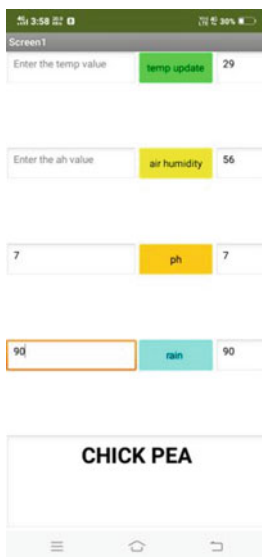 3:58
30%
Screen1
Enter the temp value temp update 29
Enter the ah value air humidity 56
7 ph 7
90 rain 90
CHICK PEA